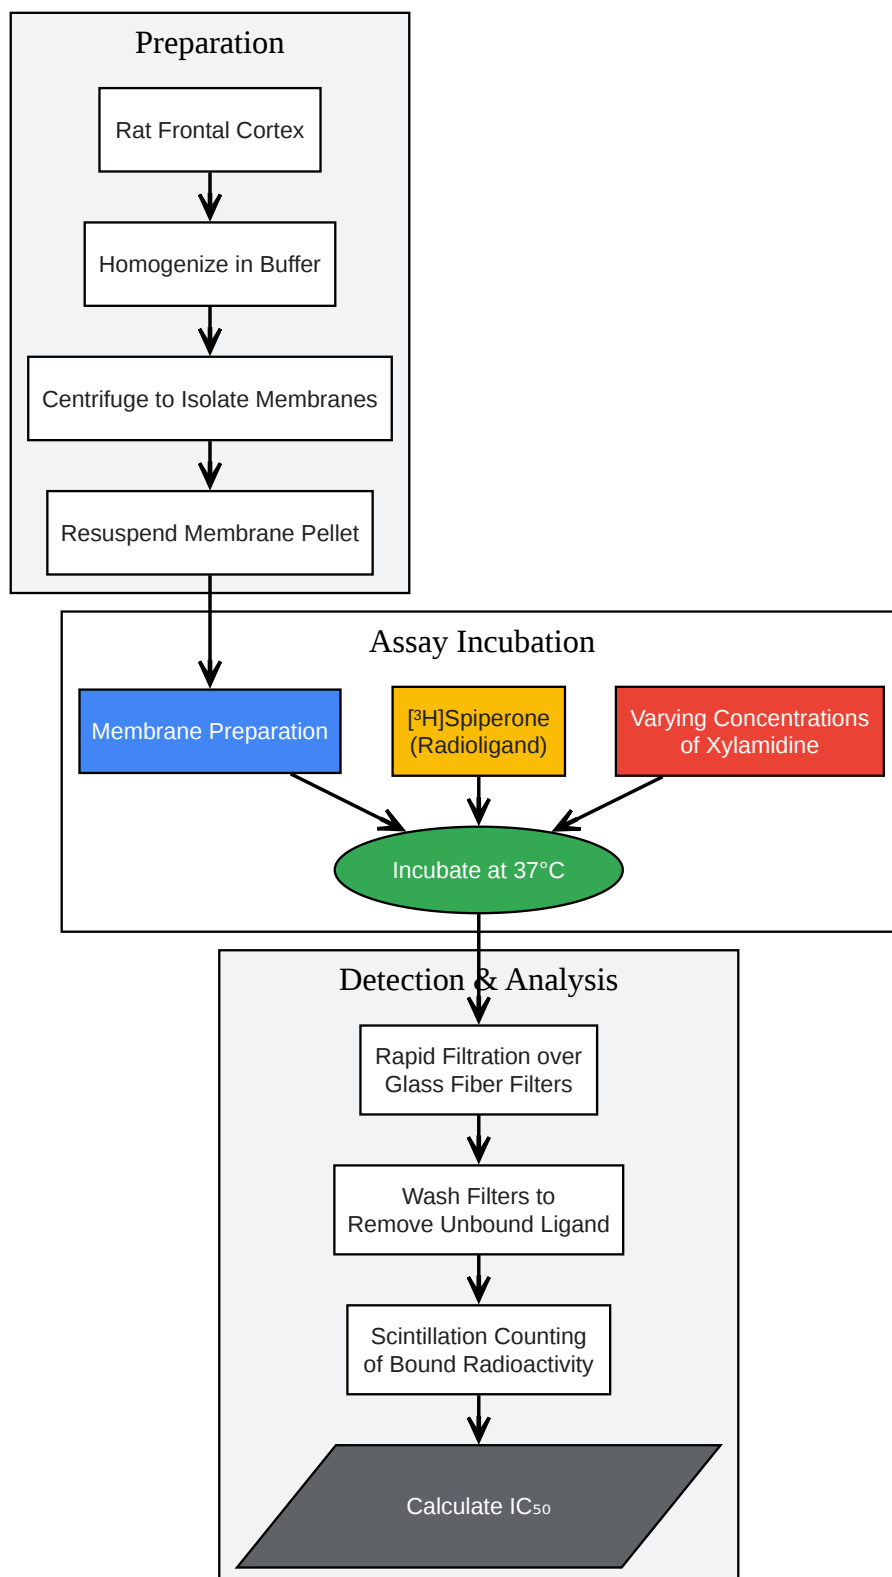 Preparation
Rat Frontal Cortex
Homogenize in Buffer
Centrifuge to Isolate Membranes
Resuspend Membrane Pellet
Assay Incubation
Membrane Preparation
[³H]Spiperone
(Radioligand)
Varying Concentrations
of Xylamidine
Incubate at 37°C
Detection & Analysis
Rapid Filtration over
Glass Fiber Filters
Wash Filters to
Remove Unbound Ligand
Scintillation Counting
of Bound Radioactivity
Calculate IC₅₀